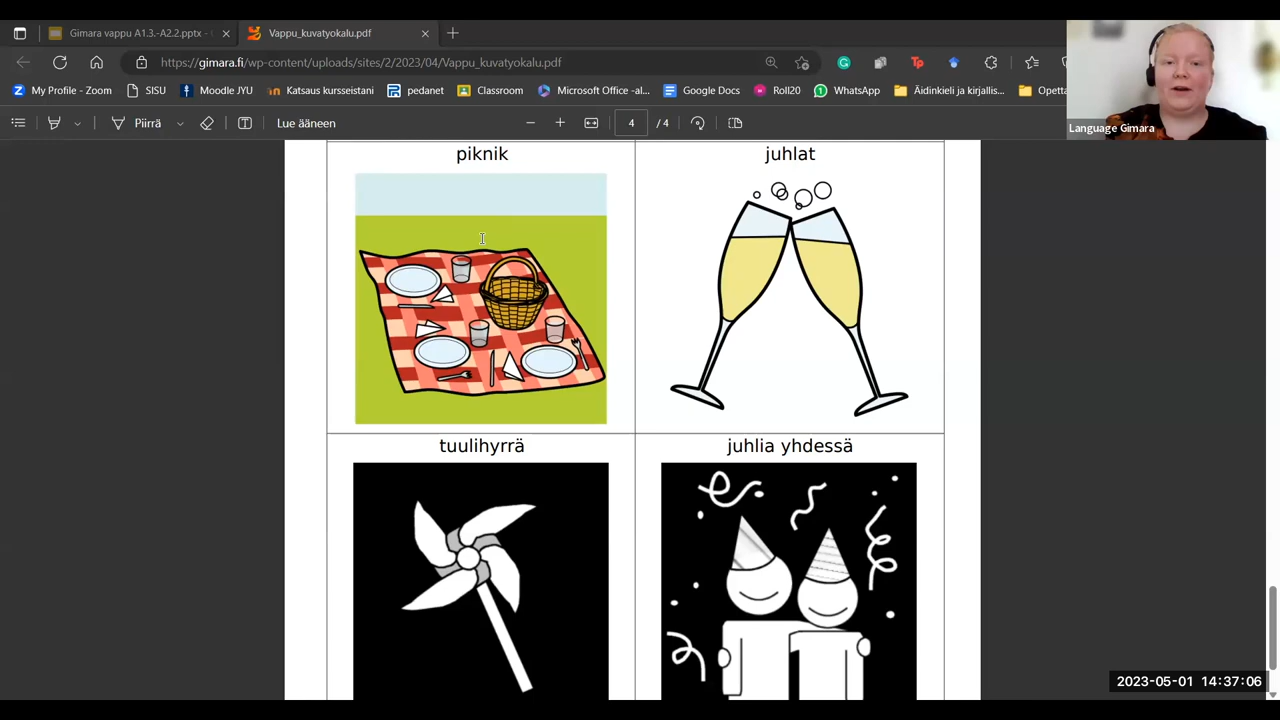 Gimara vappu A1.3.-A2.2.pptx -
Vappu_kuvatyokalu.pdf
https://gimara.fi/wp-content/uploads/sites/2/2023/04/Vappu_kuvatyokalu.pdf
My Profile - Zoom
SISU
Moodle JYU
Katsaus kursseistani
pedanet
Classroom
Microsoft Office -al...
Google Docs
Roll20
WhatsApp
Äidinkieli ja kirjallis...
Opetta
Language Gimara
Piirrä
Lue ääneen
4 / 4
piknik
juhlat
tuulihyrrä
juhlia yhdessä
2023-05-01 14:37:06